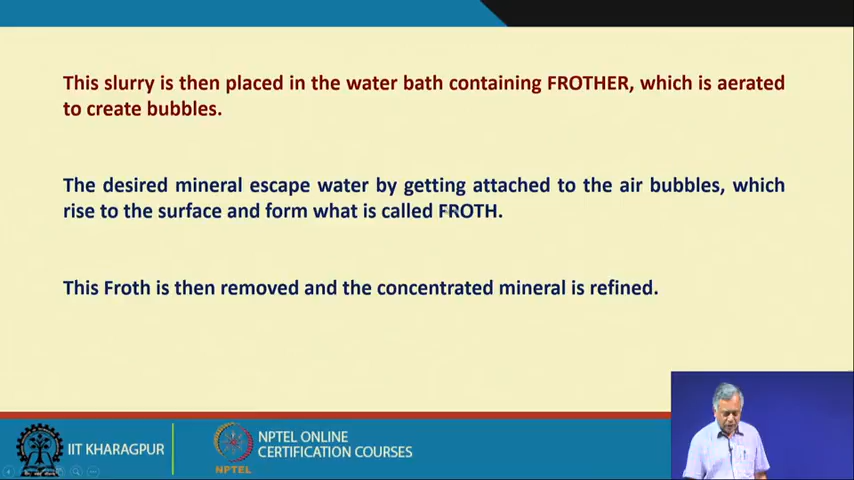 This slurry is then placed in the water bath containing FROTHER, which is aerated
to create bubbles.
The desired mineral escape water by getting attached to the air bubbles, which
rise to the surface and form what is called FROTH.
This Froth is then removed and the concentrated mineral is refined.
IIT KHARAGPUR
NPTEL ONLINE
CERTIFICATION COURSES
NPTEL